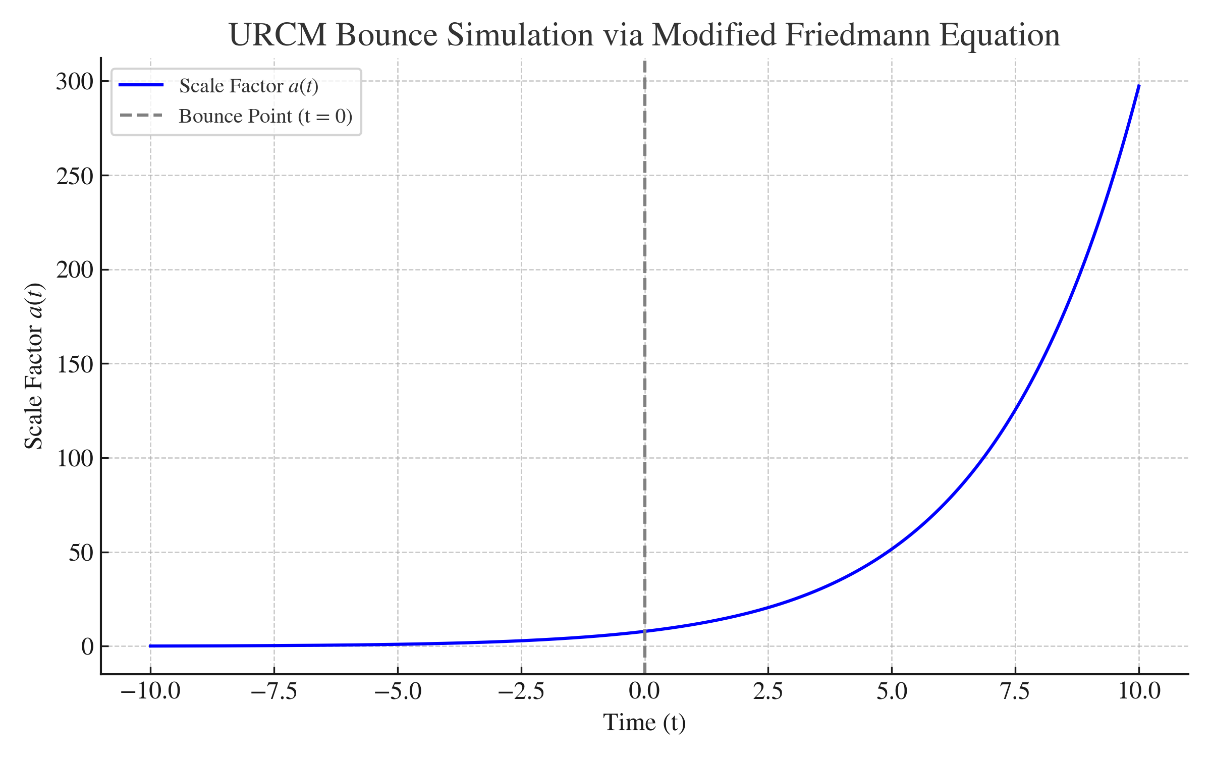 URCM Bounce Simulation via Modified Friedmann Equation
Scale Factor a(t)
Bounce Point (t = 0)
300
250
200
150
100
50
0
Scale Factor a(t)
−10.0 −7.5 −5.0 −2.5 0.0 2.5 5.0 7.5 10.0
Time (t)